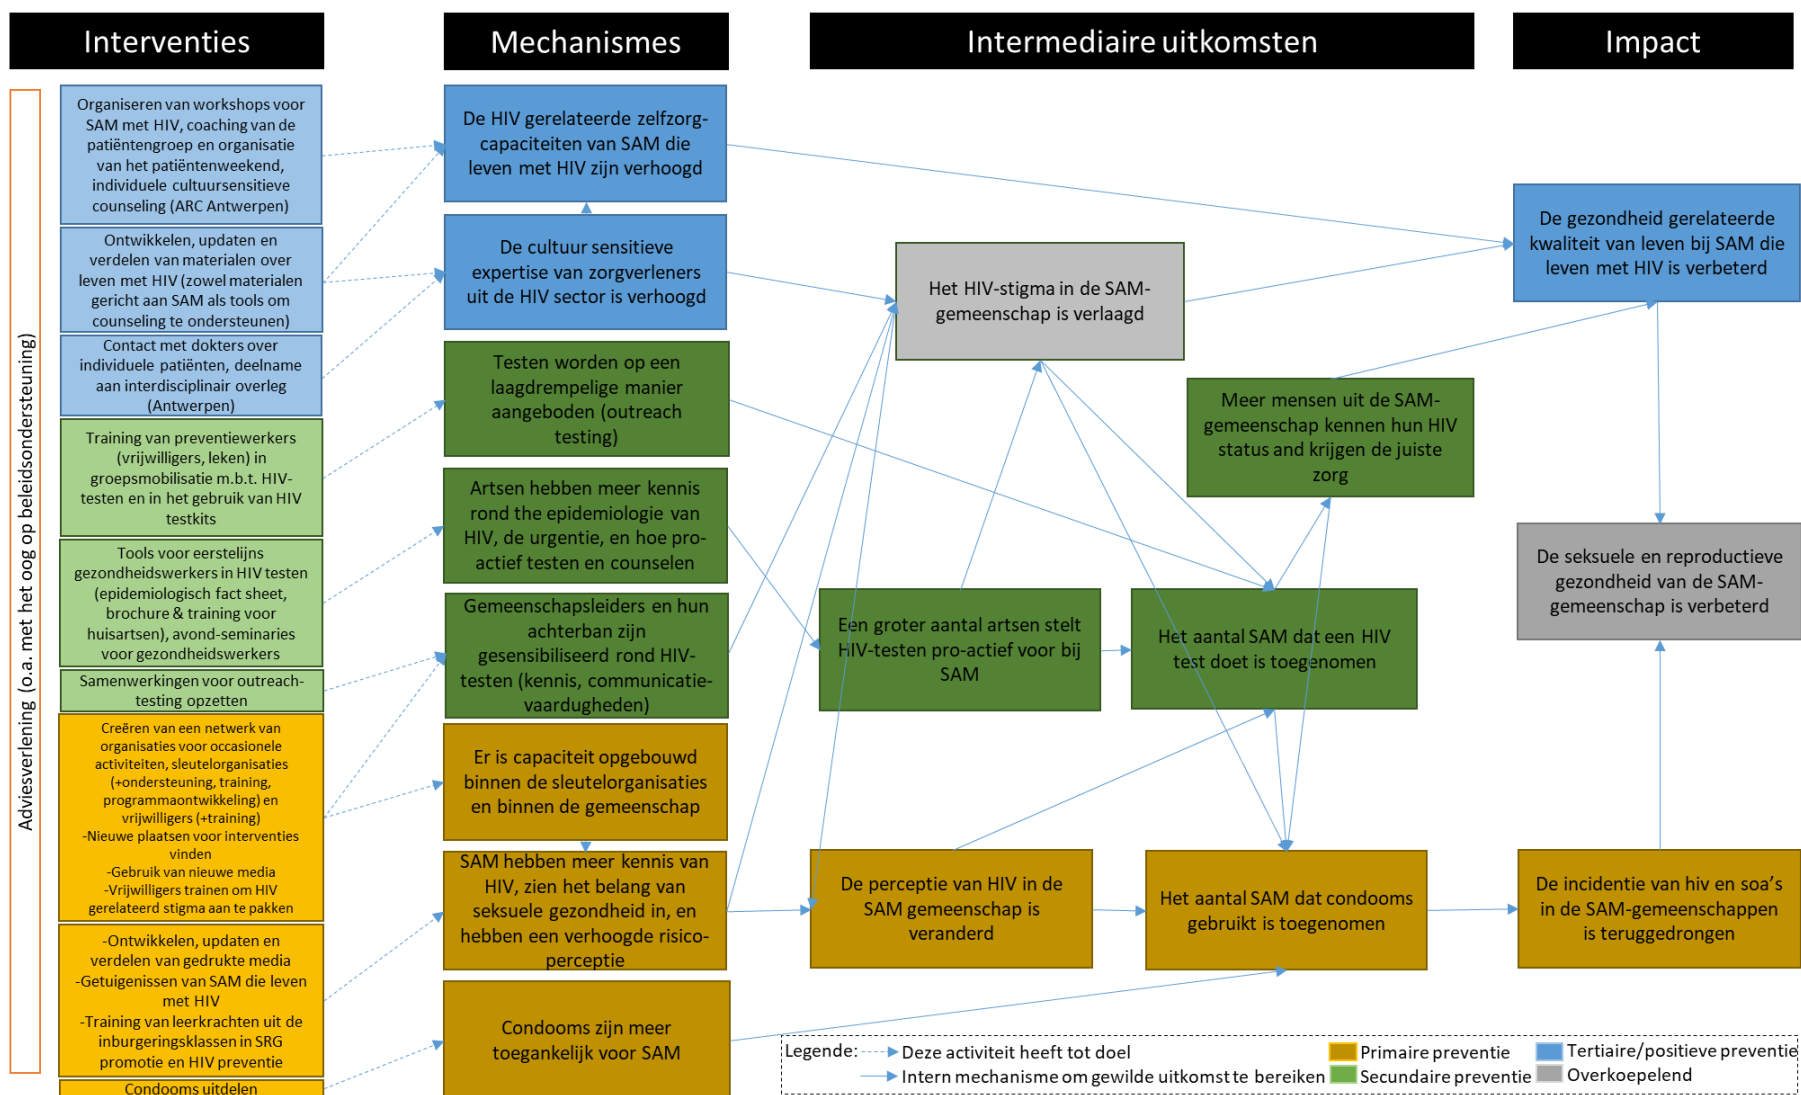 Interventies
Mechanismes
Intermediaire uitkomsten
Impact
Adviesverlening (o.a. met het oog op beleidsondersteuning)
Organiseren van workshops voor
SAM met HIV, coaching van de
patiëntengroep en organisatie
van het patiëntenweekend,
individuele cultuursensitieve
counseling (ARC Antwerpen)
Ontwikkelen, updaten en
verdelen van materialen over
leven met HIV (zowel materialen
gericht aan SAM als tools om
counseling te ondersteunen)
Contact met dokters over
individuele patiënten, deelname
aan interdisciplinair overleg
(Antwerpen)
Training van preventiewerkers
(vrijwilligers, leken) in
groepsmobilisatie m.b.t. HIV-
testen en in het gebruik van HIV
testkits
Tools voor eerstelijns
gezondheidswerkers in HIV testen
(epidemiologisch fact sheet,
brochure & training voor
huisartsen), avond-seminaries
voor gezondheidswerkers
Samenwerkingen voor outreach-
testing opzetten
Creëren van een netwerk van
organisaties voor occasionele
activiteiten, sleutelorganisaties
(+ondersteuning, training,
programmaontwikkeling) en
vrijwilligers (+training)
-Nieuwe plaatsen voor interventies
vinden
-Gebruik van nieuwe media
-Vrijwilligers trainen om HIV
gerelateerd stigma aan te pakken
-Ontwikkelen, updaten en
verdelen van gedrukte media
-Getuigenissen van SAM die leven
met HIV
-Training van leerkrachten uit de
inburgeringsklassen in SRG
promotie en HIV preventie
Condooms uitdelen
De HIV gerelateerde zelfzorg-
capaciteiten van SAM die
leven met HIV zijn verhoogd
De cultuur sensitieve
expertise van zorgverleners
uit de HIV sector is verhoogd
Testen worden op een
laagdrempelige manier
aangeboden (outreach
testing)
Artsen hebben meer kennis
rond the epidemiologie van
HIV, de urgentie, en hoe pro-
actief testen en counselen
Gemeenschapsleiders en hun
achterban zijn
gesensibiliseerd rond HIV-
testen (kennis, communicatie-
vaardugheden)
Er is capaciteit opgebouwd
binnen de sleutelorganisaties
en binnen de gemeenschap
SAM hebben meer kennis van
HIV, zien het belang van
seksuele gezondheid in, en
hebben een verhoogde risico-
perceptie
Condooms zijn meer
toegankelijk voor SAM
Het HIV-stigma in de SAM-
gemeenschap is verlaagd
Meer mensen uit de SAM-
gemeenschap kennen hun HIV
status and krijgen de juiste
zorg
Een groter aantal artsen stelt
HIV-testen pro-actief voor bij
SAM
Het aantal SAM dat een HIV
test doet is toegenomen
De perceptie van HIV in de
SAM gemeenschap is
veranderd
Het aantal SAM dat condooms
gebruikt is toegenomen
De gezondheid gerelateerde
kwaliteit van leven bij SAM die
leven met HIV is verbeterd
De seksuele en reproductieve
gezondheid van de SAM-
gemeenschap is verbeterd
De incidentie van hiv en soa's
in de SAM-gemeenschappen
is teruggedrongen
Legende:
Deze activiteit heeft tot doel
Intern mechanisme om gewilde uitkomst te bereiken
Primaire preventie
Secundaire preventie
Tertiaire/positieve preventie
Overkoepelend